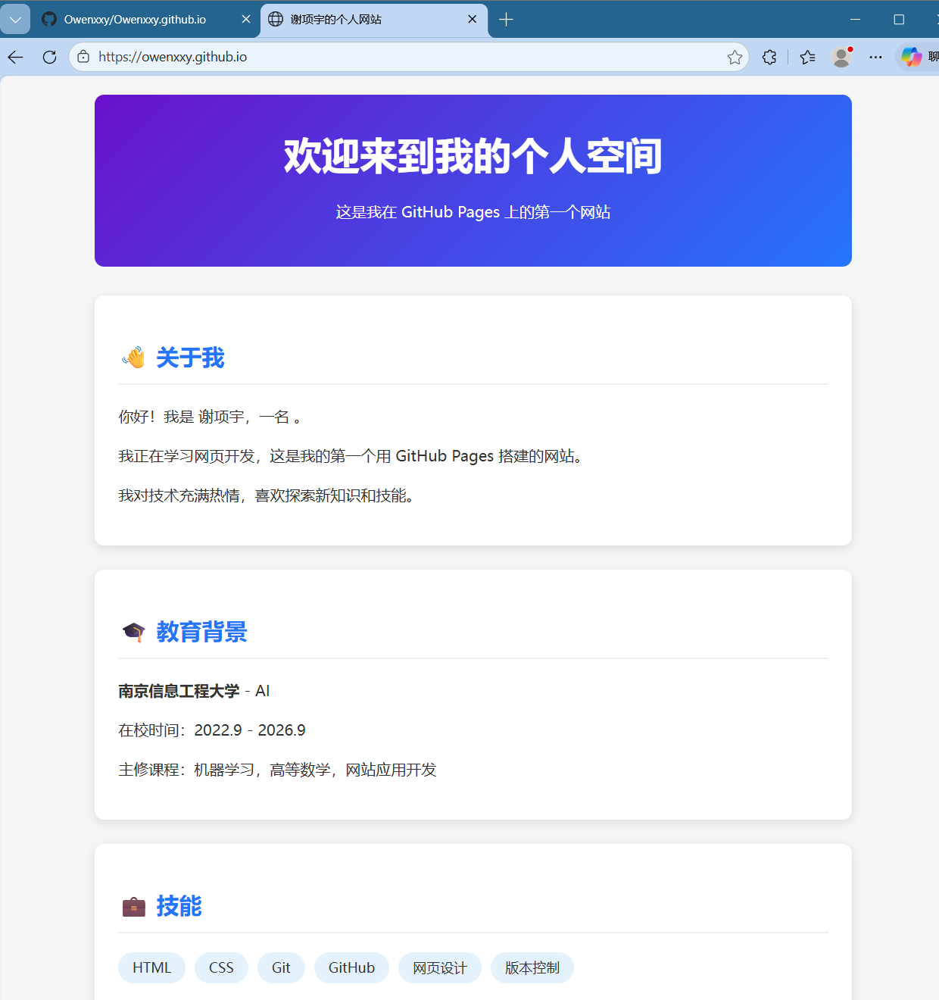 Owenxxy/Owenxxy.github.io
谢项宇的个人网站
https://owenxxy.github.io
聊
欢迎来到我的个人空间
这是我在 GitHub Pages 上的第一个网站
👋 关于我
你好！我是 谢项宇，一名 。
我正在学习网页开发，这是我的第一个用 GitHub Pages 搭建的网站。
我对技术充满热情，喜欢探索新知识和技能。
🎓 教育背景
南京信息工程大学 - AI
在校时间：2022.9 - 2026.9
主修课程：机器学习，高等数学，网站应用开发
💼 技能
HTML CSS Git GitHub 网页设计 版本控制